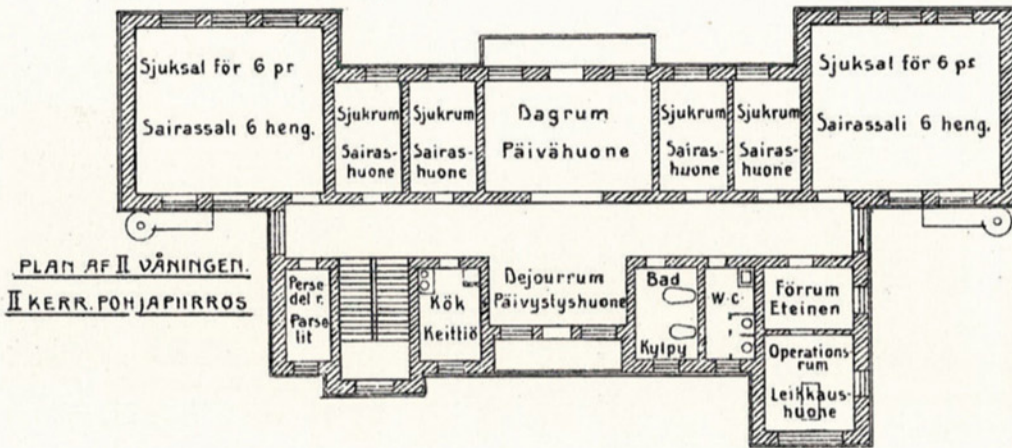 Sjuksal för 6 pr
Sairassali 6 heng.
Sjukrum
Sairas-
huone
Sjukrum
Sairas-
huone
Dagrum
Päivähuone
Sjukrum
Sairas-
huone
Sjukrum
Sairas-
huone
Sjuksal för 6 pr
Sairassali 6 heng.
PLAN AF II VÅNINGEN.
II KERR. POHJAPIIRROS
Perse
del r.
Parse
lit
Kök
Keittiö
Dejourrum
Päivystyshuone
Bad
Kylpy
W.C.
Förrum
Eteinen
Operations-
rum
Leikkaus-
huone